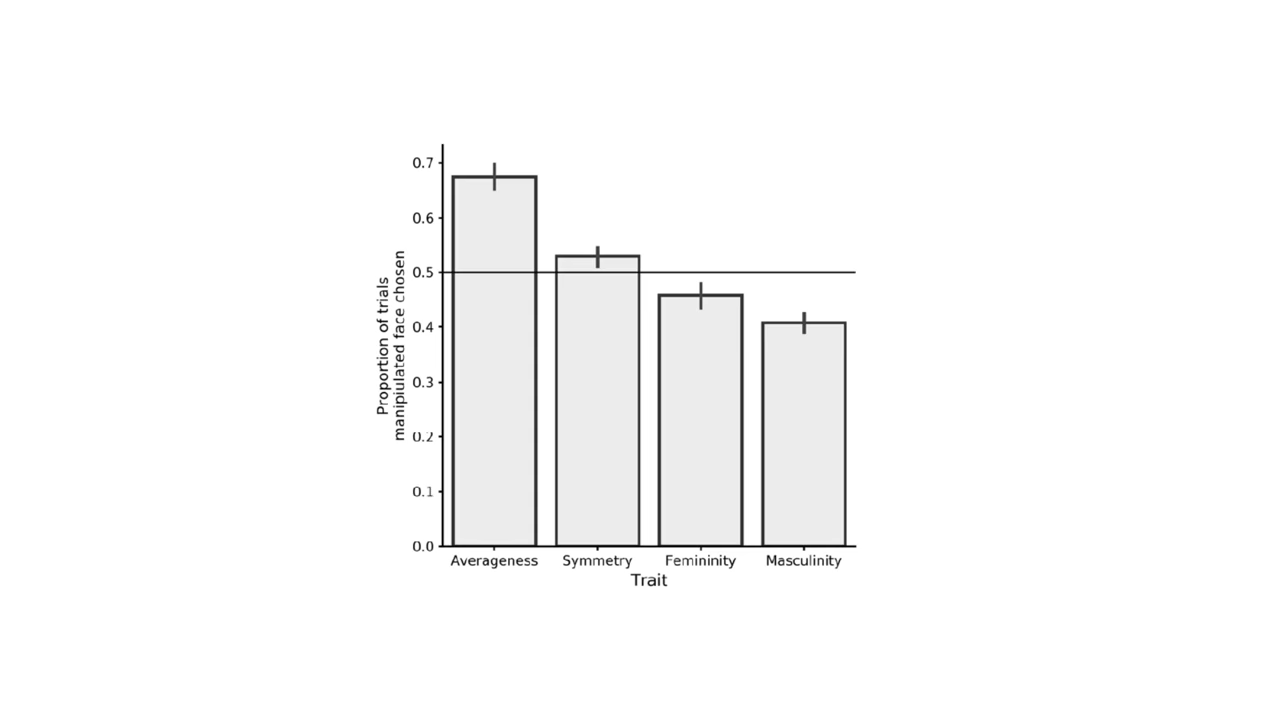 Proportion of trials
manipiulated face chosen
0.7
0.6
0.5
0.4
0.3
0.2
0.1
0.0
Averageness Symmetry Femininity Masculinity
Trait